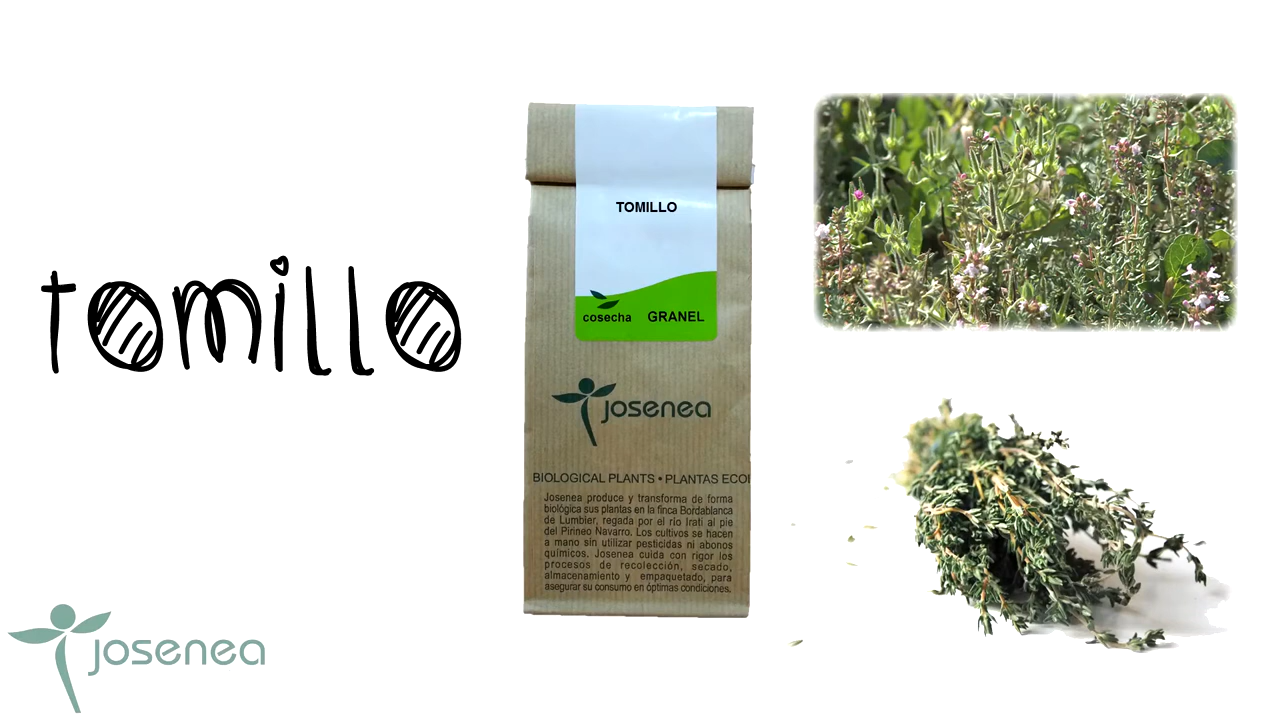 tomillo
TOMILLO
cosecha GRANEL
josenea
BIOLOGICAL PLANTS • PLANTAS ECO
Josenea produce y transforma de forma
biológica sus plantas en la finca Bordablanca
de Lumbier, regada por el río Irati al pie
del Pirineo Navarro. Los cultivos se hacen
a mano sin utilizar pesticidas ni abonos
químicos. Josenea cuida con rigor los
procesos de recolección, secado,
almacenamiento y empaquetado, para
asegurar su consumo en óptimas condiciones.
josenea